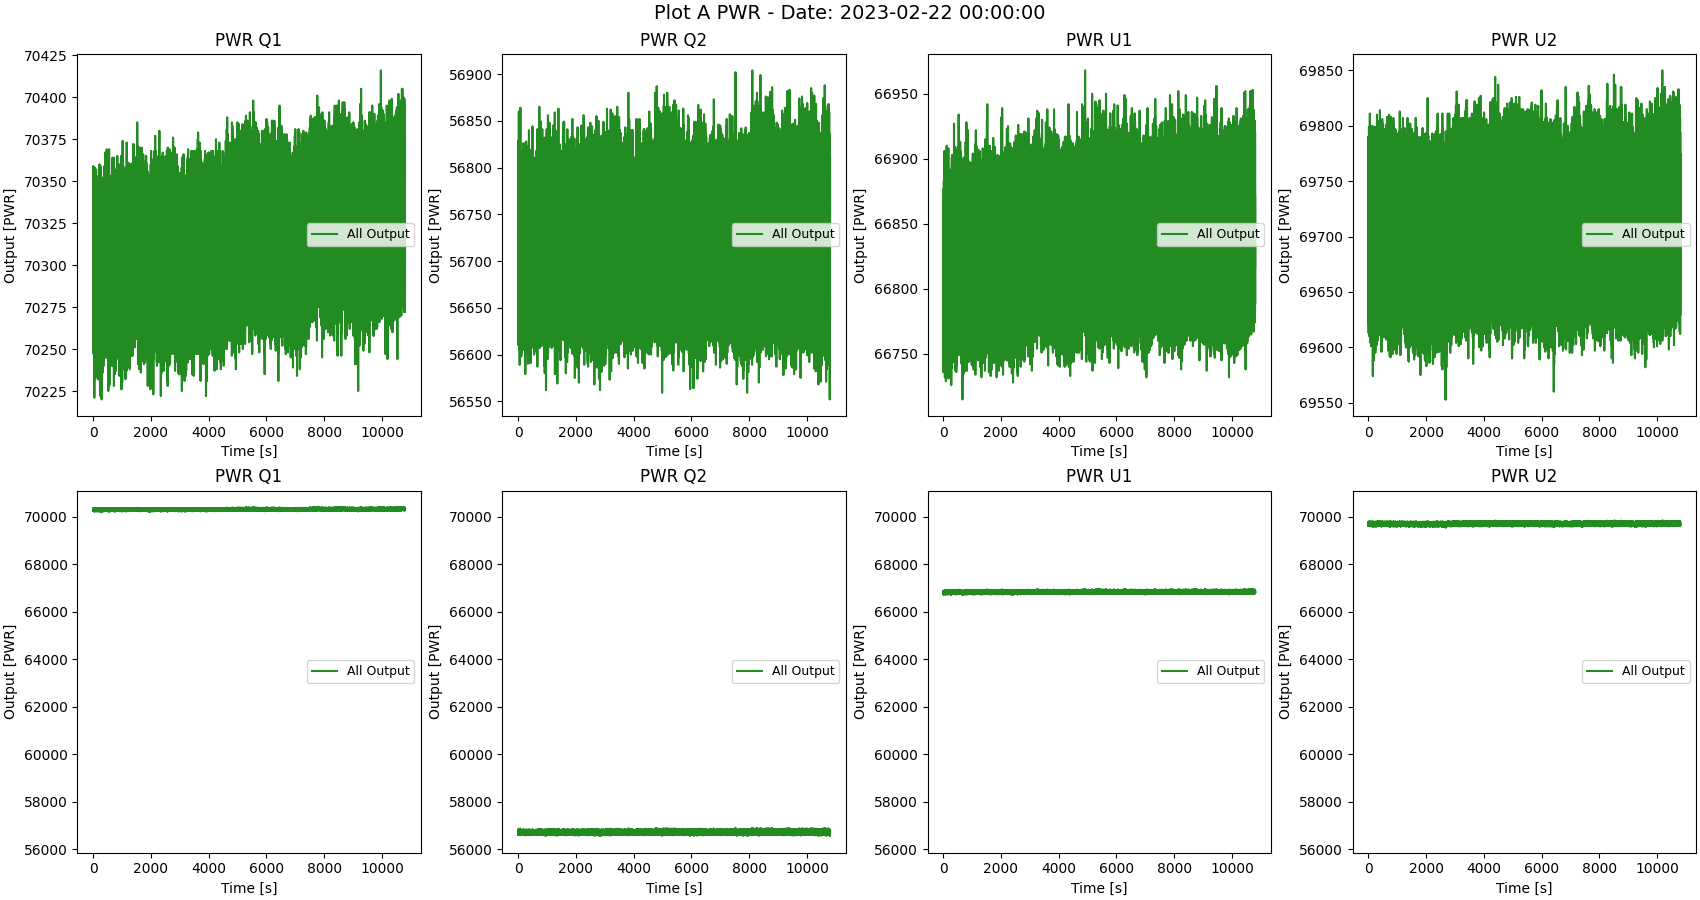 Plot A PWR - Date: 2023-02-22 00:00:00
PWR Q1
PWR Q2
PWR U1
PWR U2
Output [PWR]
70425
70400
70375
70350
70325
70300
70275
70250
70225
All Output
0 2000 4000 6000 8000 10000
Time [s]
Output [PWR]
56900
56850
56800
56750
56700
56650
56600
56550
All Output
0 2000 4000 6000 8000 10000
Time [s]
Output [PWR]
66950
66900
66850
66800
66750
All Output
0 2000 4000 6000 8000 10000
Time [s]
Output [PWR]
69850
69800
69750
69700
69650
69600
69550
All Output
0 2000 4000 6000 8000 10000
Time [s]
PWR Q1
PWR Q2
PWR U1
PWR U2
Output [PWR]
70000
68000
66000
64000
62000
60000
58000
56000
All Output
0 2000 4000 6000 8000 10000
Time [s]
Output [PWR]
70000
68000
66000
64000
62000
60000
58000
56000
All Output
0 2000 4000 6000 8000 10000
Time [s]
Output [PWR]
70000
68000
66000
64000
62000
60000
58000
56000
All Output
0 2000 4000 6000 8000 10000
Time [s]
Output [PWR]
70000
68000
66000
64000
62000
60000
58000
56000
All Output
0 2000 4000 6000 8000 10000
Time [s]